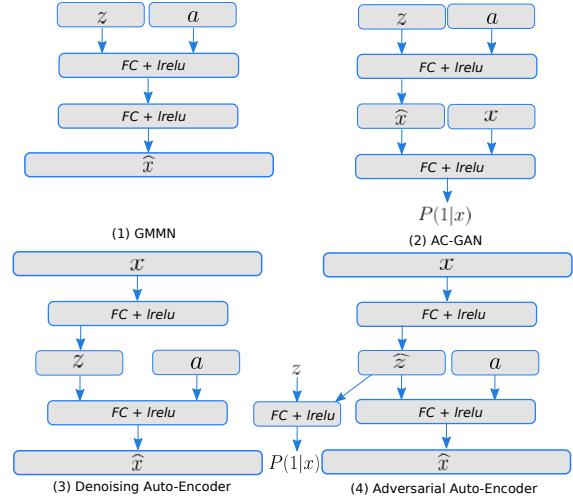 z a
FC + lrelu
FC + lrelu
x̂
(1) GMMN
z a
FC + lrelu
x̂ x
FC + lrelu
P(1|x)
(2) AC-GAN
x
FC + lrelu
z a
FC + lrelu
x̂
(3) Denoising Auto-Encoder
x
FC + lrelu
ẑ a
z
FC + lrelu
FC + lrelu
P(1|x)
x̂
(4) Adversarial Auto-Encoder